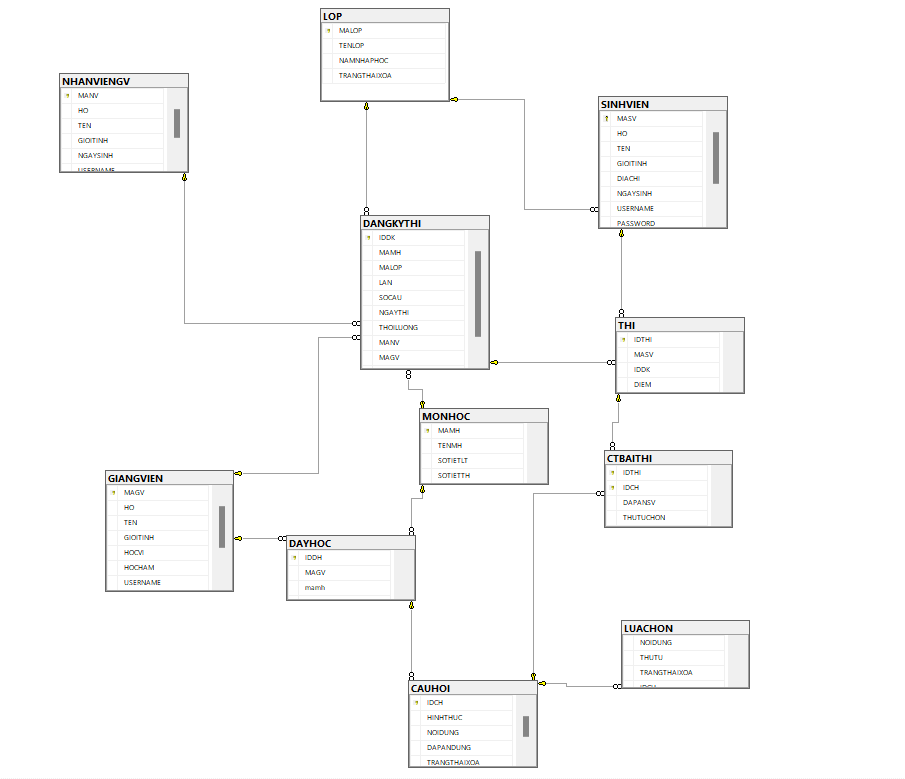 LOP
MALOP
TENLOP
NAMNHAPHOC
TRANGTHAIXOA
NHANVIENGV
MANV
HO
TEN
GIOITINH
NGAYSINH
USERNAME
SINHVIEN
MASV
HO
TEN
GIOITINH
DIACHI
NGAYSINH
USERNAME
PASSWORD
DANGKYTHI
IDDK
MAMH
MALOP
LAN
SOCAU
NGAYTHI
THOILUONG
MANV
MAGV
THI
IDTHI
MASV
IDDK
DIEM
MONHOC
MAMH
TENMH
SOTIETLT
SOTIETTH
CTBAITHI
IDTHI
IDCH
DAPANSV
THUTUCHON
GIANGVIEN
MAGV
HO
TEN
GIOITINH
HOCVI
HOCHAM
USERNAME
DAYHOC
IDDH
MAGV
mamh
LUACHON
NOIDUNG
THUTU
TRANGTHAIXOA
IDCH
CAUHOI
IDCH
HINHTHUC
NOIDUNG
DAPANDUNG
TRANGTHAIXOA